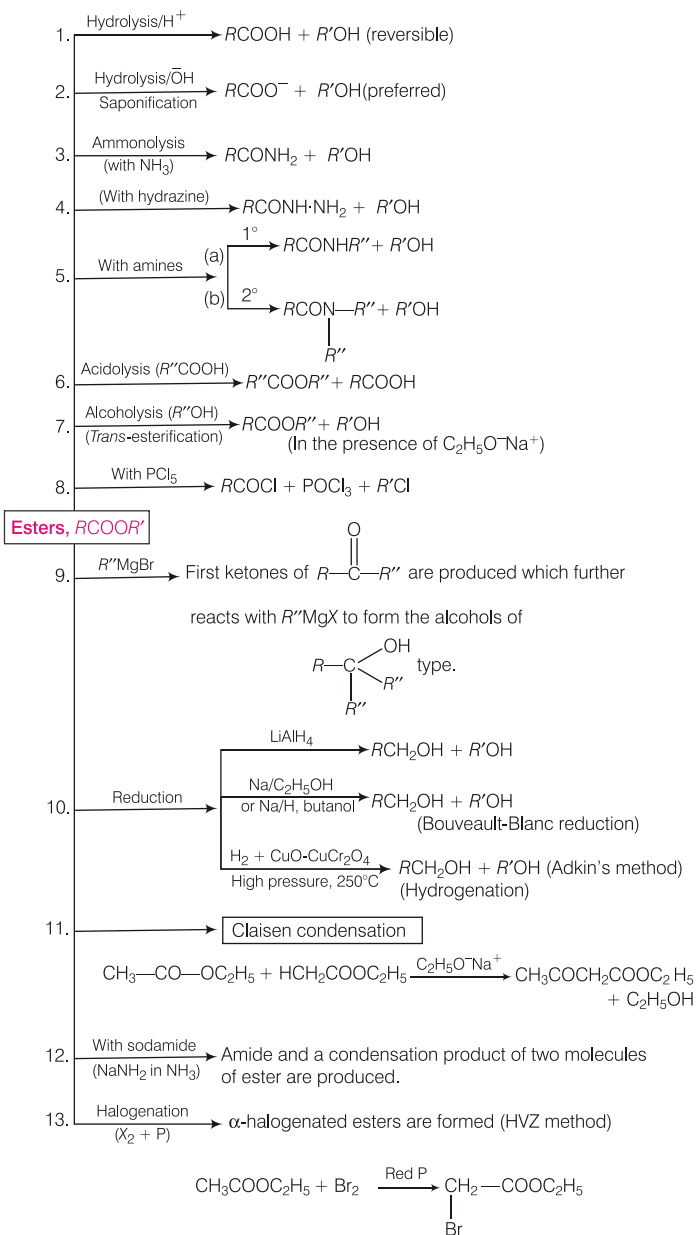 1. Hydrolysis/H⁺ RCOOH + R′OH (reversible)
2. Hydrolysis/ŌH RCOO⁻ + R′OH(preferred)
Saponification
3. Ammonolysis RCONH₂ + R′OH
(with NH₃)
4. (With hydrazine) RCONH·NH₂ + R′OH
(a) 1° RCONHR″ + R′OH
5. With amines
(b) 2° RCON—R″ + R′OH
R″
6. Acidolysis (R″COOH) R″COOR″ + RCOOH
7. Alcoholysis (R″OH) RCOOR″ + R′OH
(Trans-esterification) (In the presence of C₂H₅O⁻Na⁺)
8. With PCl₅ RCOCl + POCl₃ + R′Cl
Esters, RCOOR′
O
9. R″MgBr First ketones of R—C—R″ are produced which further
reacts with R″MgX to form the alcohols of
OH
R—C type.
R″
R″
LiAlH₄ RCH₂OH + R′OH
10. Reduction Na/C₂H₅OH RCH₂OH + R′OH
or Na/H, butanol (Bouveault-Blanc reduction)
H₂ + CuO-CuCr₂O₄ RCH₂OH + R′OH (Adkin's method)
High pressure, 250°C (Hydrogenation)
11. Claisen condensation
CH₃—CO—OC₂H₅ + HCH₂COOC₂H₅ C₂H₅O⁻Na⁺ CH₃COCH₂COOC₂H₅
+ C₂H₅OH
12. With sodamide Amide and a condensation product of two molecules
(NaNH₂ in NH₃) of ester are produced.
13. Halogenation α-halogenated esters are formed (HVZ method)
(X₂ + P)
CH₃COOC₂H₅ + Br₂ Red P CH₂—COOC₂H₅
Br